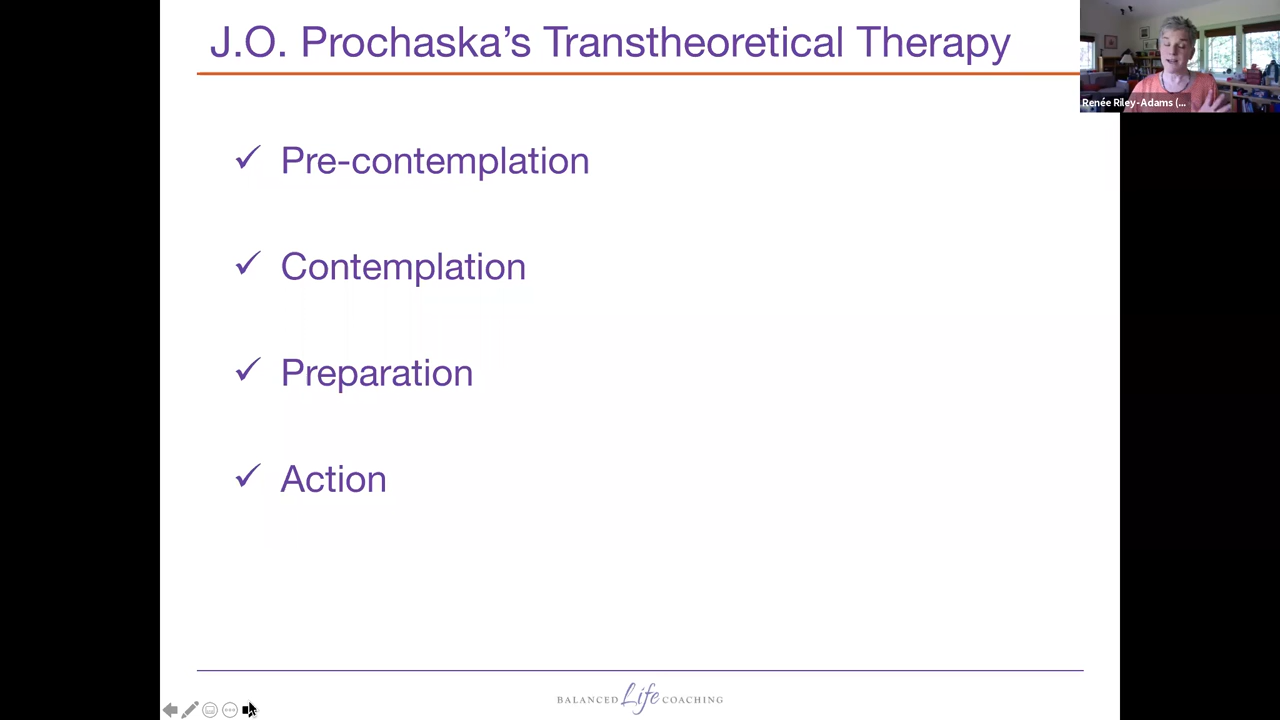 J.O. Prochaska’s Transtheoretical Therapy
Renée Riley-Adams (...
✓ Pre-contemplation
✓ Contemplation
✓ Preparation
✓ Action
BALANCED Life COACHING